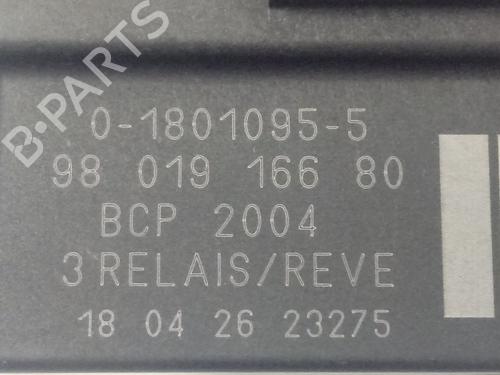 B-PARTS
0-1801095-5
98 019 166 80
BCP 2004
3 RELAIS/REVE
18 04 26 23275